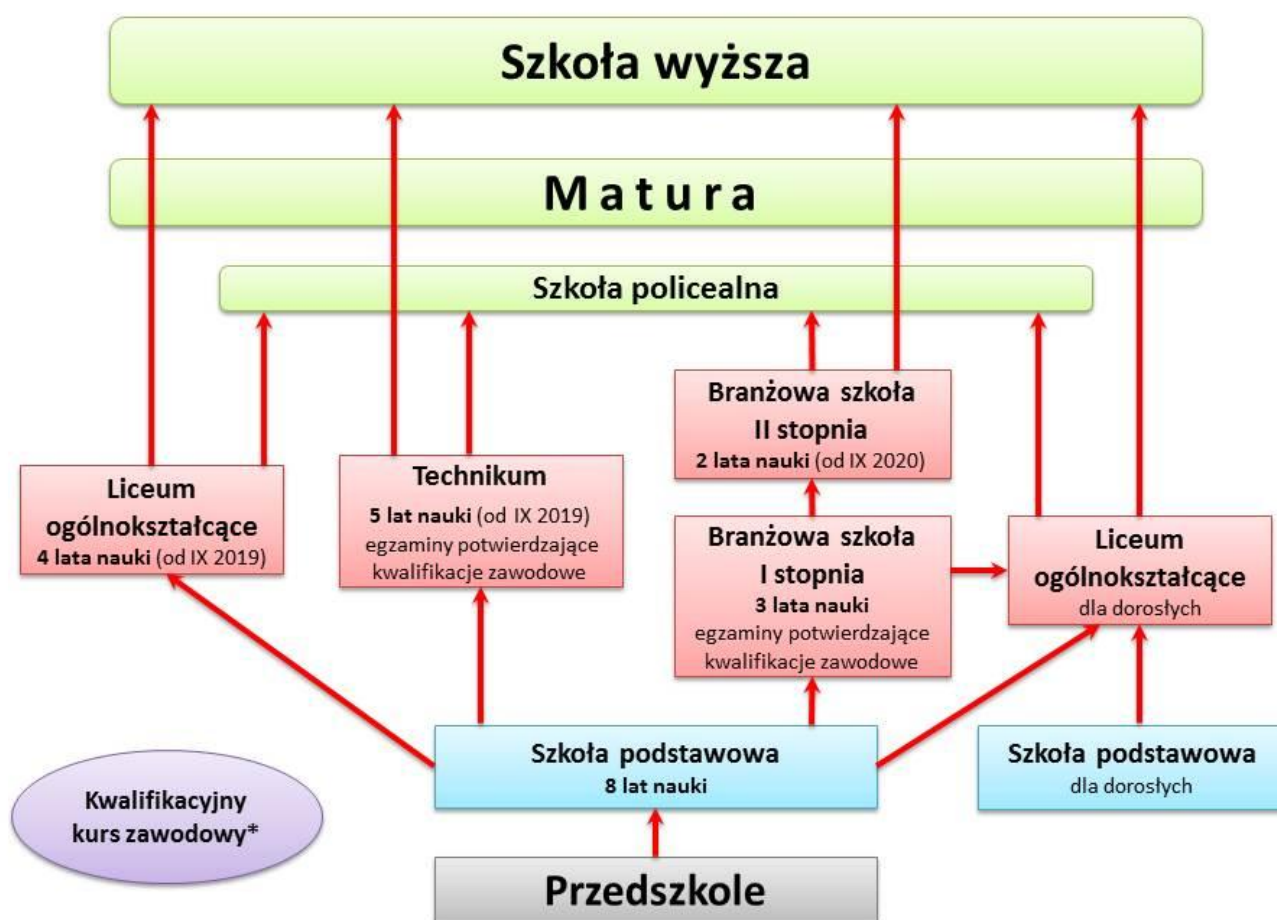 Szkoła wyższa
Matura
Szkoła policealna
Branżowa szkoła
II stopnia
2 lata nauki (od IX 2020)
Liceum
ogólnokształcące
4 lata nauki (od IX 2019)
Technikum
5 lat nauki (od IX 2019)
egzaminy potwierdzające
kwalifikacje zawodowe
Branżowa szkoła
I stopnia
3 lata nauki
egzaminy potwierdzające
kwalifikacje zawodowe
Liceum
ogólnokształcące
dla dorosłych
Szkoła podstawowa
8 lat nauki
Szkoła podstawowa
dla dorosłych
Kwalifikacyjny
kurs zawodowy*
Przedszkole